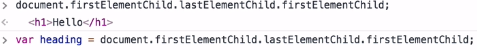 > document.firstElementChild.lastElementChild.firstElementChild;
<h1>Hello</h1>
> var heading = document.firstElementChild.lastElementChild.firstElementChild;